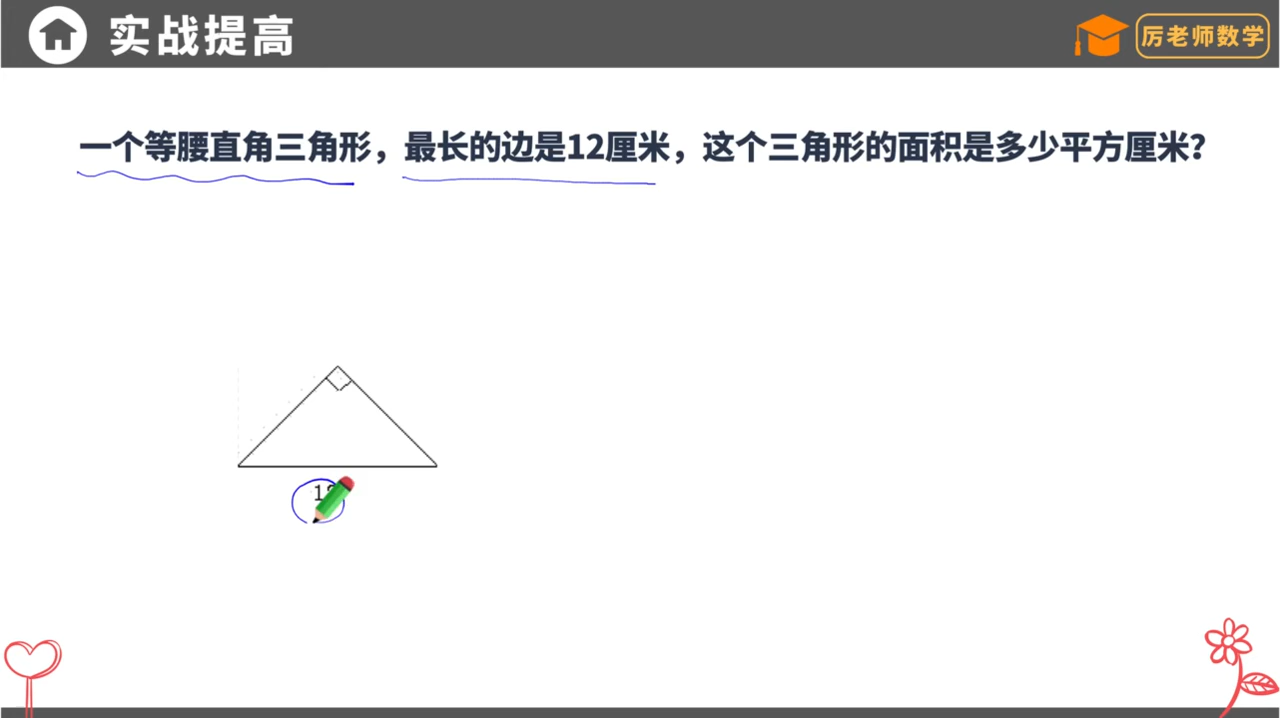 实战提高
厉老师数学
一个等腰直角三角形，最长的边是12厘米，这个三角形的面积是多少平方厘米？